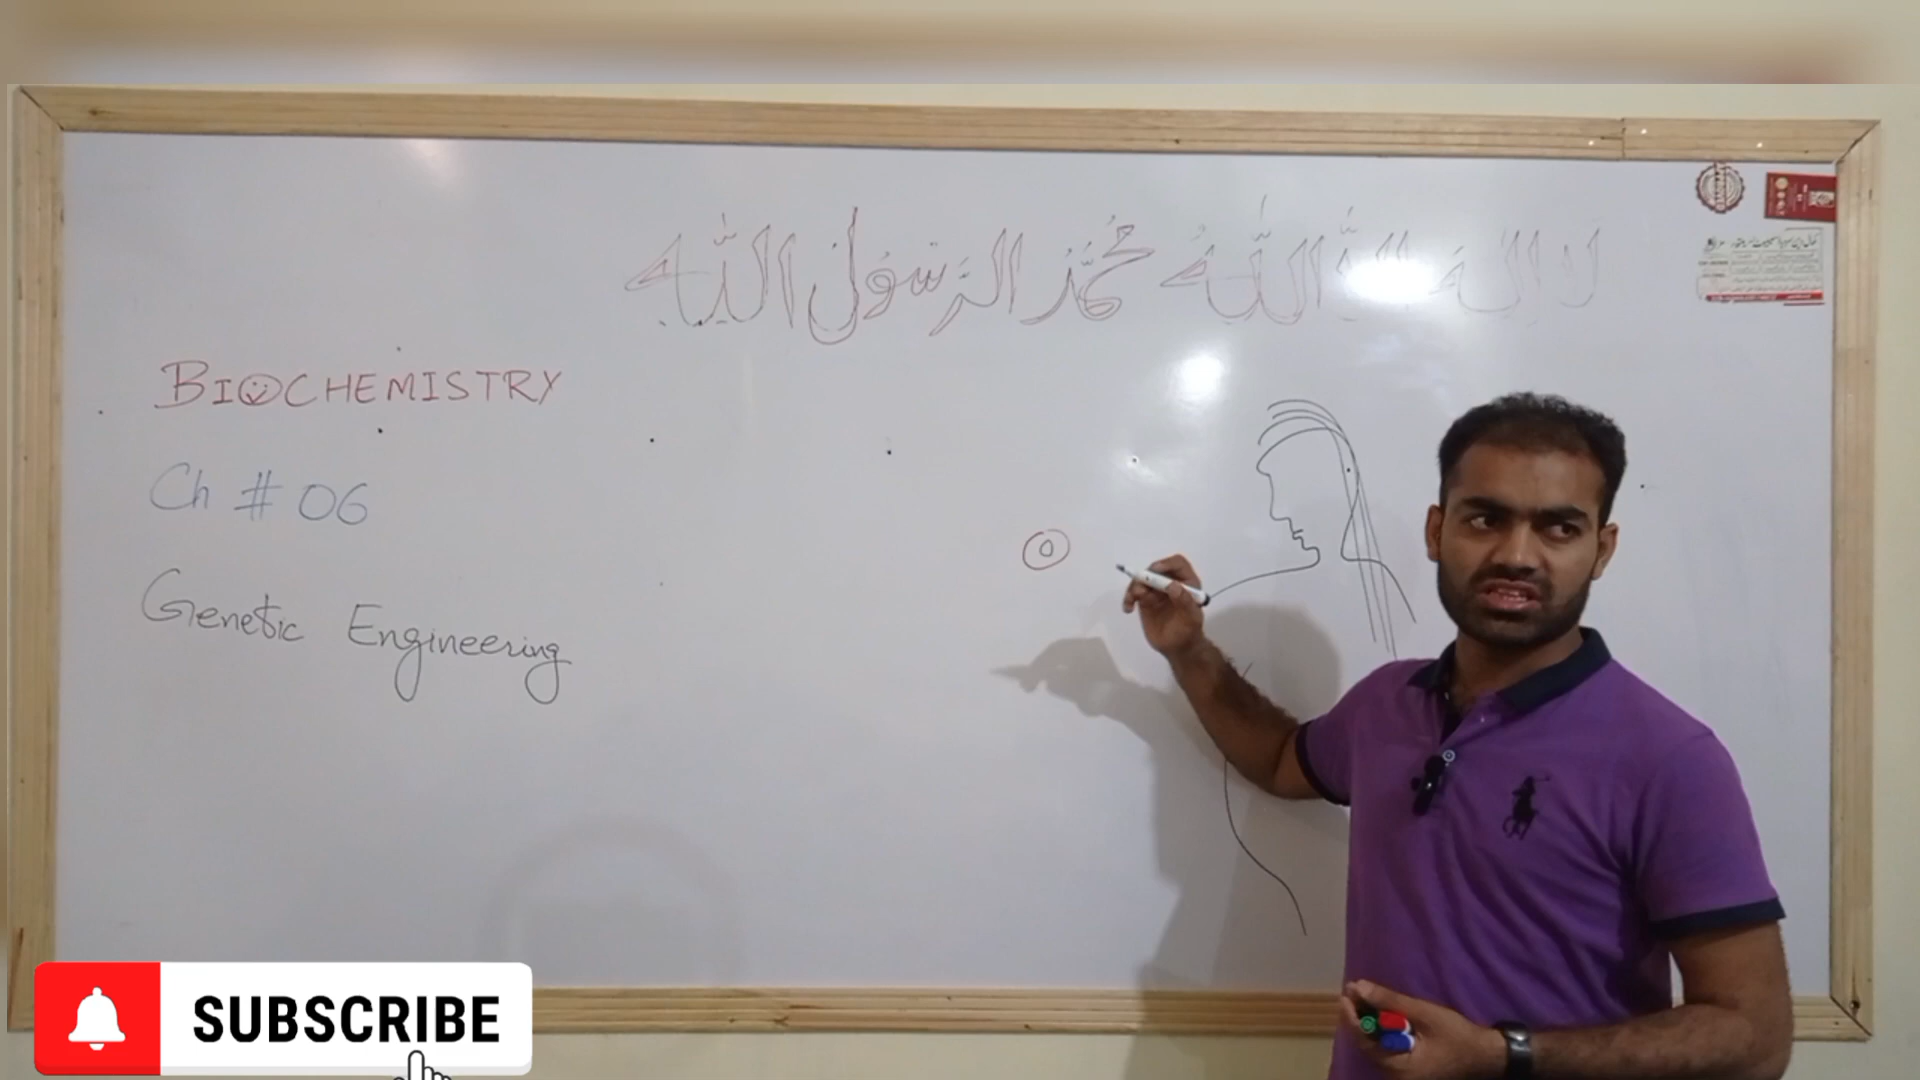 لا اله الا الله محمد الرسول الله
BIOCHEMISTRY
Ch # 06
Genetic Engineering
SUBSCRIBE